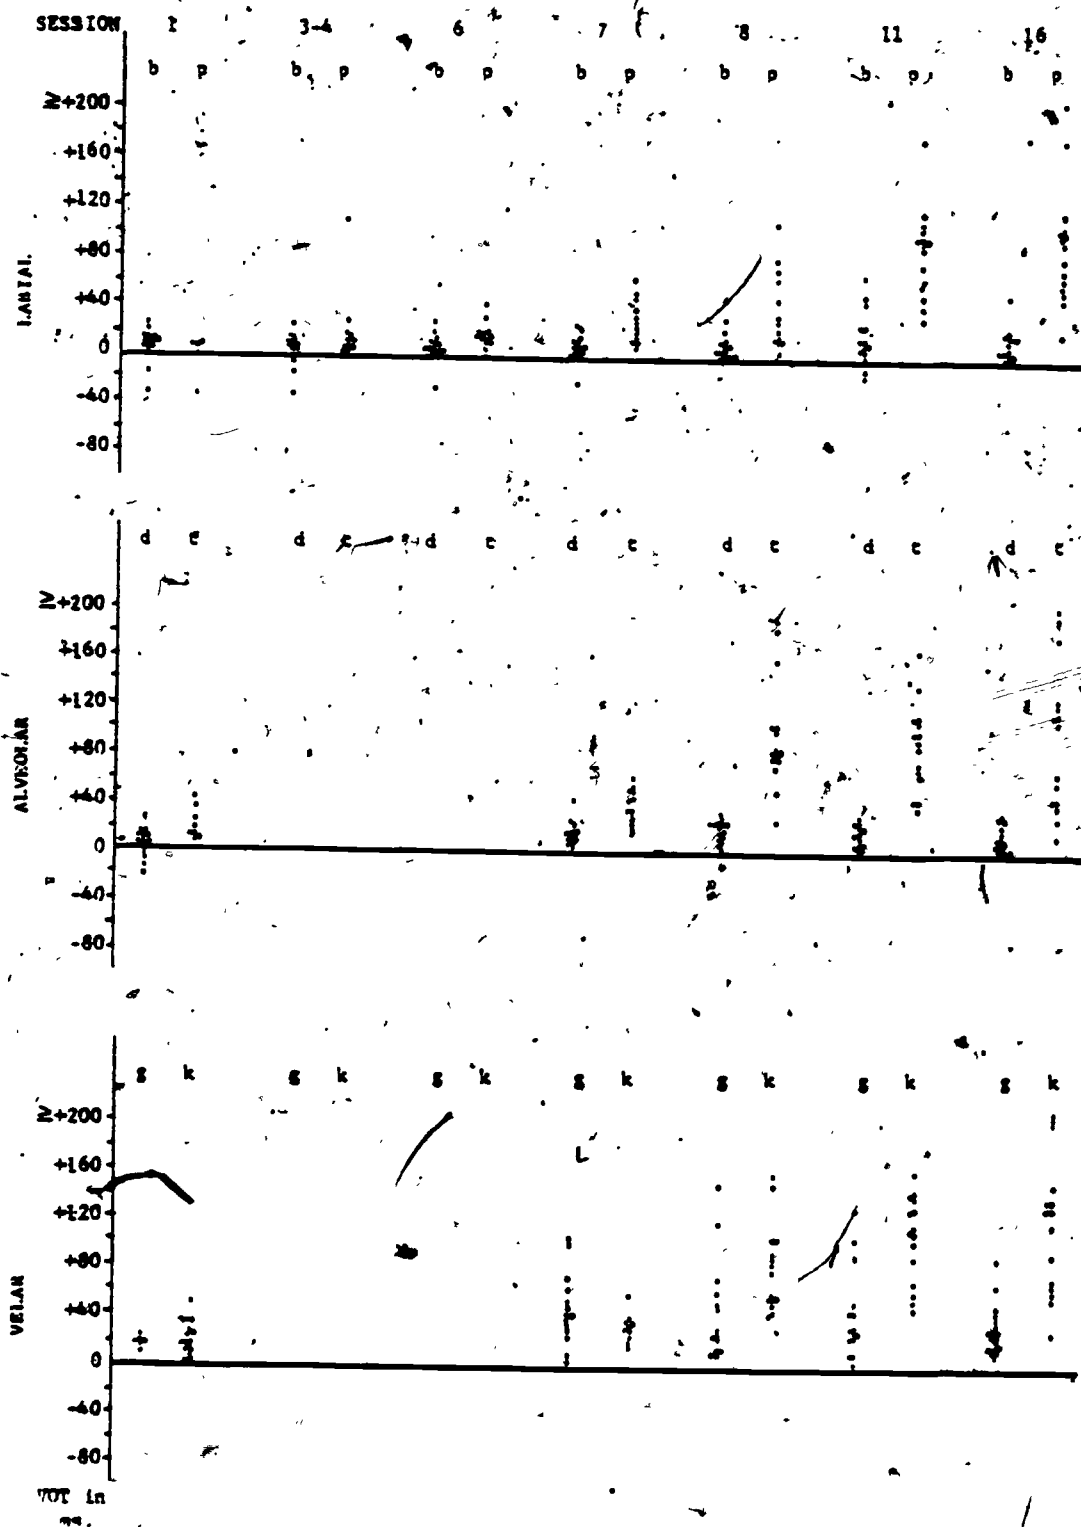 SESSION 1 3-4 6 7 8 11 16
b p b p b p b p b p b p b p
≥+200
+160
+120
+80
+40
0
-40
-80
LABIAL
d t d t d t d t d t d t d t
≥+200
+160
+120
+80
+40
0
-40
-80
ALVEOLAR
g k g k g k g k g k g k g k
≥+200
+160
+120
+80
+40
0
-40
-80
VELAR
VOT in
ms.